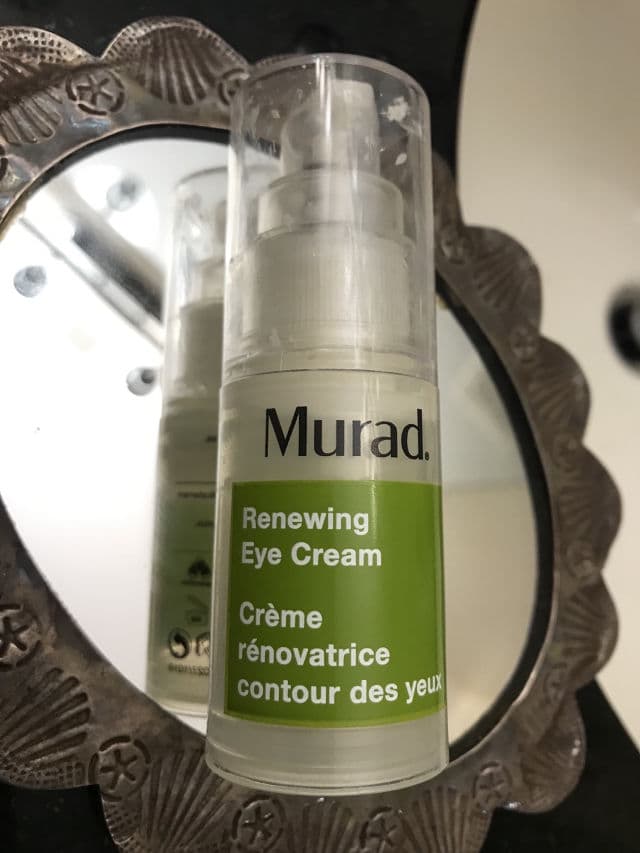 Murad.
Renewing
Eye Cream
Crème
rénovatrice
contour des yeux